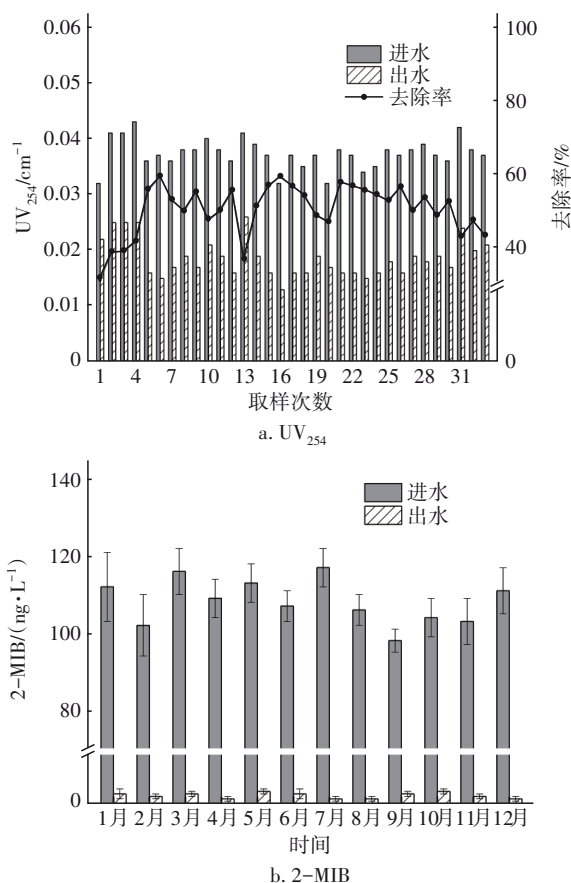 0.06
0.05
0.04
0.03
0.02
0.01
0
UV254/cm−1
进水
出水
去除率
100
80
60
40
0
去除率/%
1 4 7 10 13 16 19 22 25 28 31
取样次数
a. UV254
140
120
100
80
0
2-MIB/(ng·L−1)
进水
出水
1月 2月 3月 4月 5月 6月 7月 8月 9月 10月 11月 12月
时间
b. 2-MIB